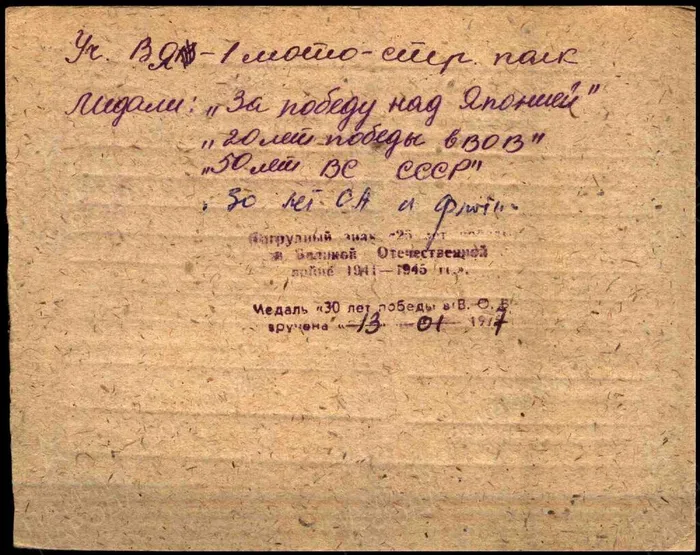 Уч. ВЯВ - 1 мото-стр. полк
Медали: „За победу над Японией"
„20 лет победы в ВОВ"
„50 лет ВС СССР"
„30 лет СА и Флота"
Нагрудный знак «25 лет победы
в Великой Отечественной
войне 1941—1945 гг.».
Медаль «30 лет победы в В. О. В
вручена «13» 01 1977